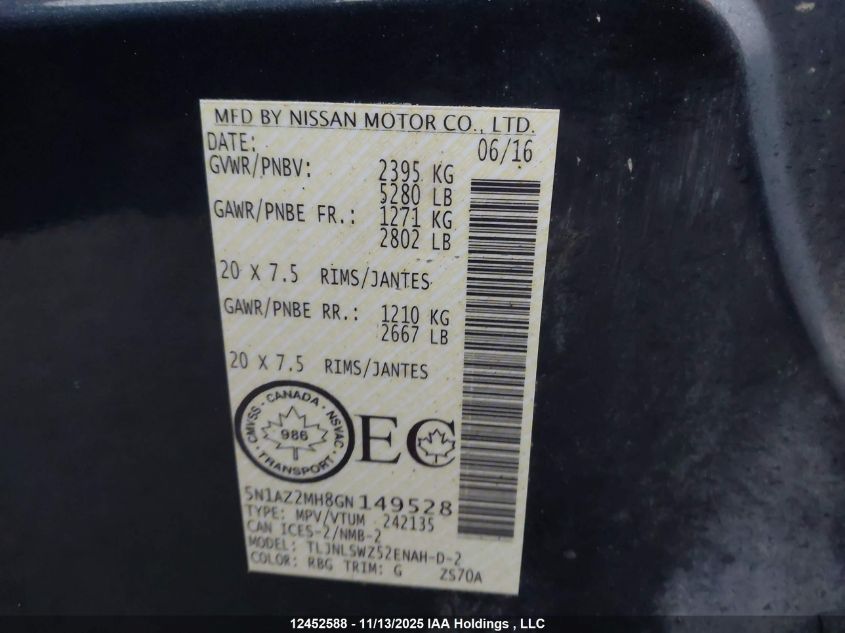 MFD BY NISSAN MOTOR CO., LTD.
DATE: 06/16
GVWR/PNBV: 2395 KG
5280 LB
GAWR/PNBE FR.: 1271 KG
2802 LB
20 X 7.5 RIMS/JANTES
GAWR/PNBE RR.: 1210 KG
2667 LB
20 X 7.5 RIMS/JANTES
CMVSS · CANADA · NSVAC
986
TRANSPORT
EC
5N1AZ2MH8GN149528
TYPE: MPV/VTUM 242135
CAN ICES-2/NMB-2
MODEL: TLJNLSWZ52ENAH-D-2
COLOR: RBG TRIM: G ZS70A
12452588 - 11/13/2025 IAA Holdings , LLC